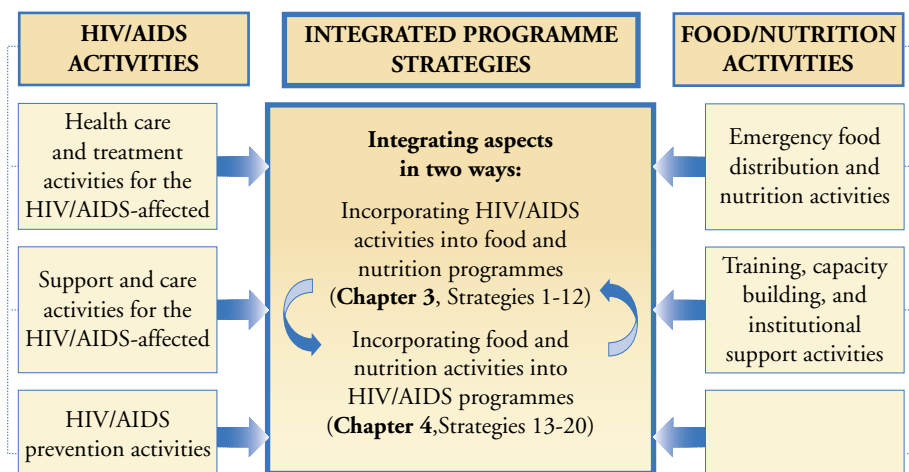 HIV/AIDS
ACTIVITIES
INTEGRATED PROGRAMME
STRATEGIES
FOOD/NUTRITION
ACTIVITIES
Health care
and treatment
activities for the
HIV/AIDS-affected
Support and care
activities for the
HIV/AIDS-affected
HIV/AIDS
prevention activities
Integrating aspects
in two ways:
Incorporating HIV/AIDS
activities into food and
nutrition programmes
(Chapter 3, Strategies 1-12)
Incorporating food and
nutrition activities into
HIV/AIDS programmes
(Chapter 4,Strategies 13-20)
Emergency food
distribution and
nutrition activities
Training, capacity
building, and
institutional
support activities